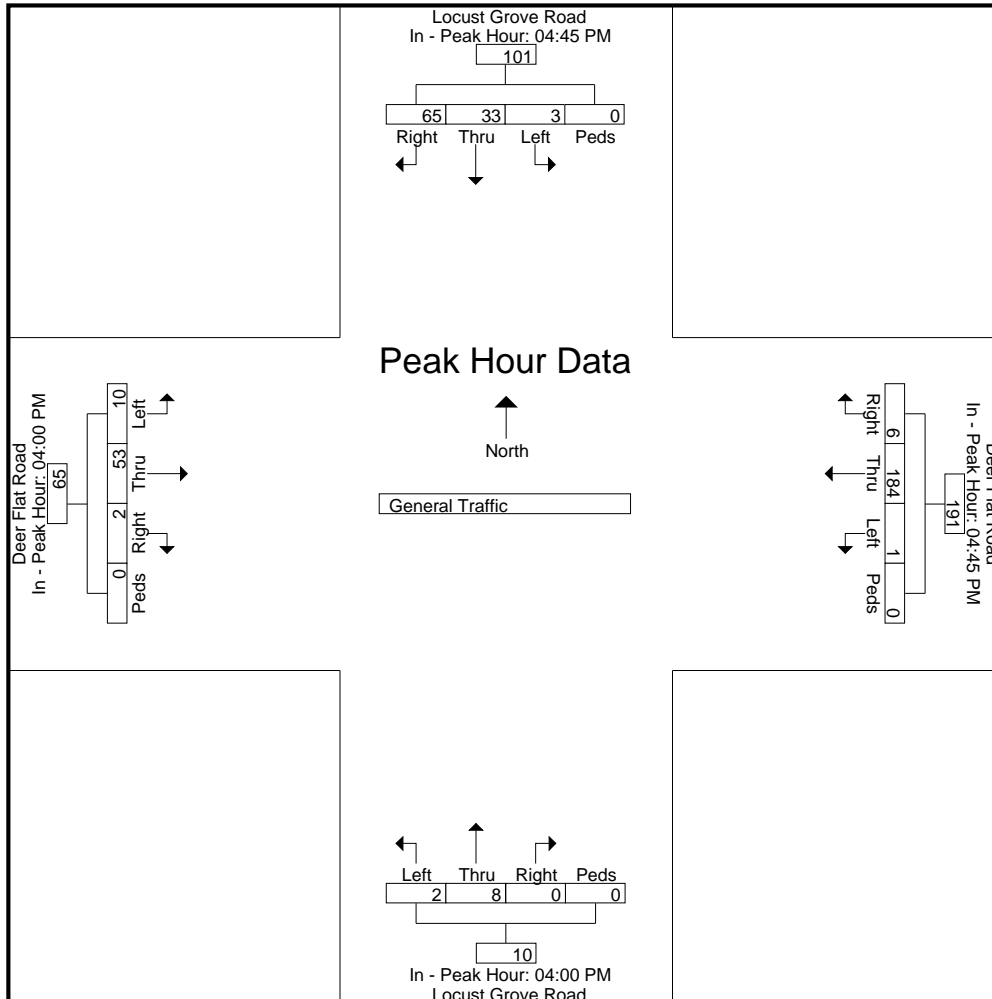 Locust Grove Road
In - Peak Hour: 04:45 PM
101
65 33 3 0
Right Thru Left Peds
Peak Hour Data
North
General Traffic
Deer Flat Road
In - Peak Hour: 04:00 PM
65
10 53 2 0
Left Thru Right Peds
Deer Flat Road
In - Peak Hour: 04:45 PM
191
6 184 1 0
Right Thru Left Peds
Left Thru Right Peds
2 8 0 0
10
In - Peak Hour: 04:00 PM
Locust Grove Road